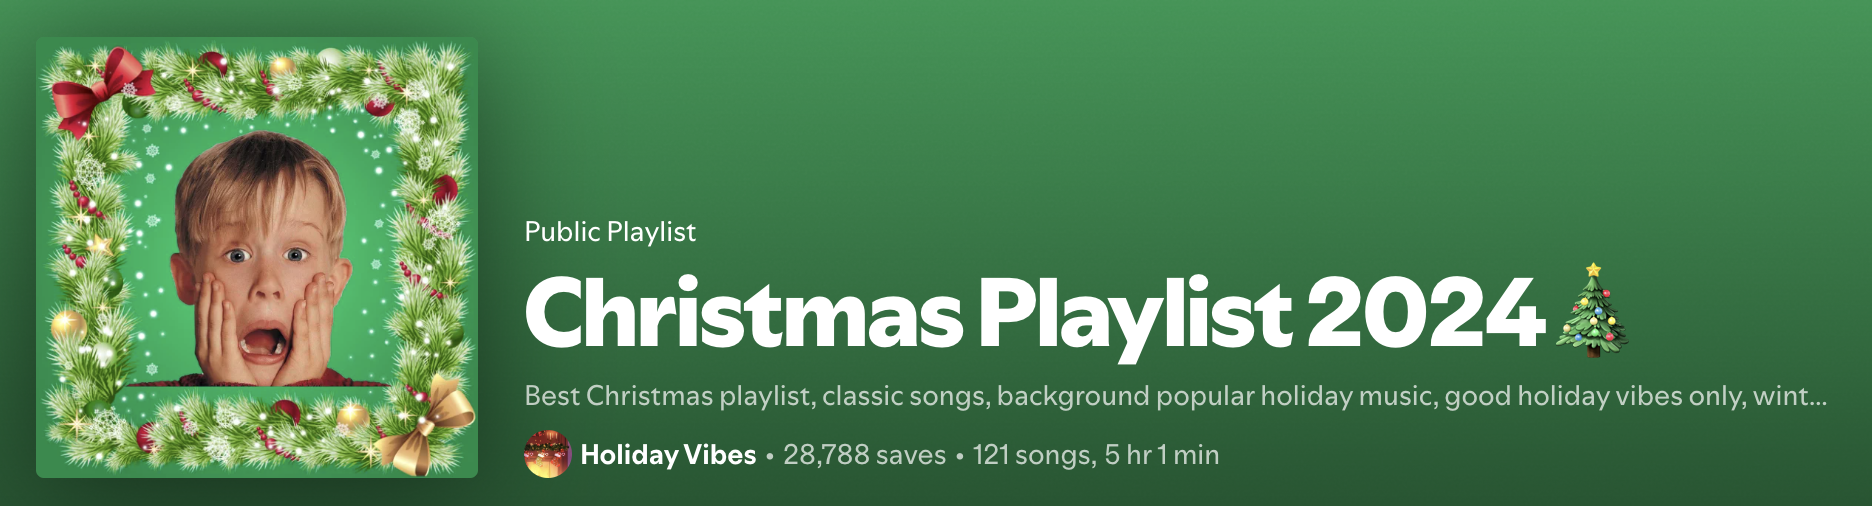 Public Playlist
Christmas Playlist 2024🎄
Best Christmas playlist, classic songs, background popular holiday music, good holiday vibes only, wint...
Holiday Vibes • 28,788 saves • 121 songs, 5 hr 1 min